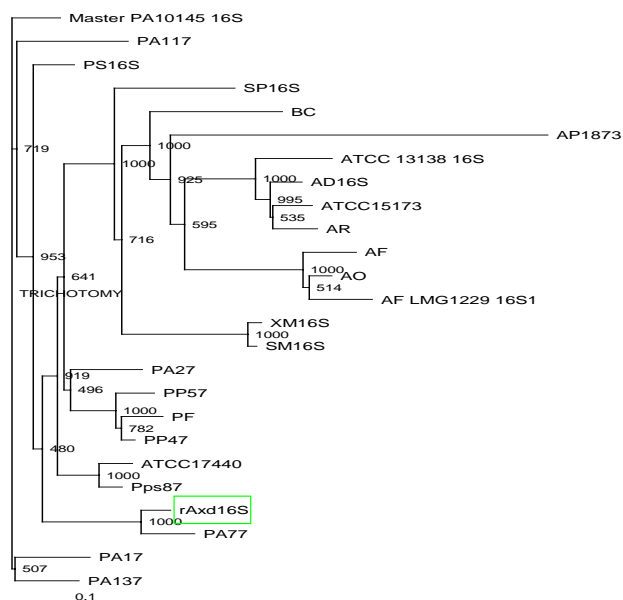 Master PA10145 16S
PA117
PS16S
SP16S
BC
AP1873
719
1000
1000
ATCC 13138 16S
925
1000
AD16S
995
ATCC15173
535
595
AR
716
953
AF
641
1000
AO
514
TRICHOTOMY
AF LMG1229 16S1
XM16S
1000
SM16S
919
PA27
496
PP57
1000
PF
782
PP47
480
ATCC17440
1000
Pps87
rAxd16S
1000
PA77
PA17
507
PA137
0.1